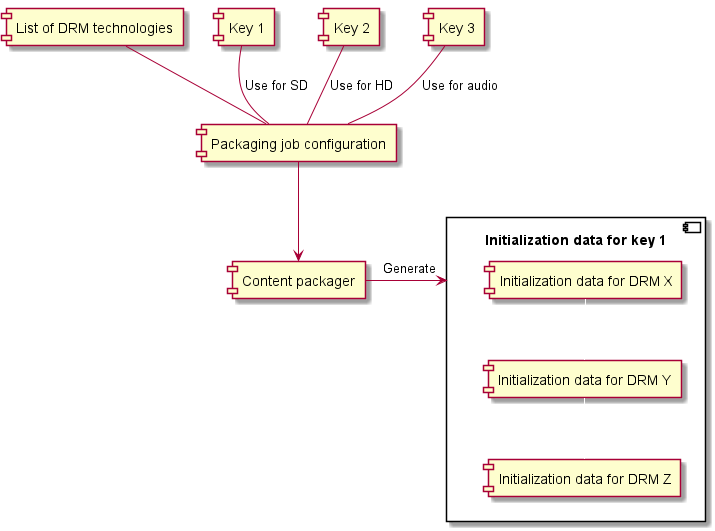 List of DRM technologies
Key 1
Key 2
Key 3
Use for SD
Use for HD
Use for audio
Packaging job configuration
Initialization data for key 1
Content packager
Generate
Initialization data for DRM X
Initialization data for DRM Y
Initialization data for DRM Z